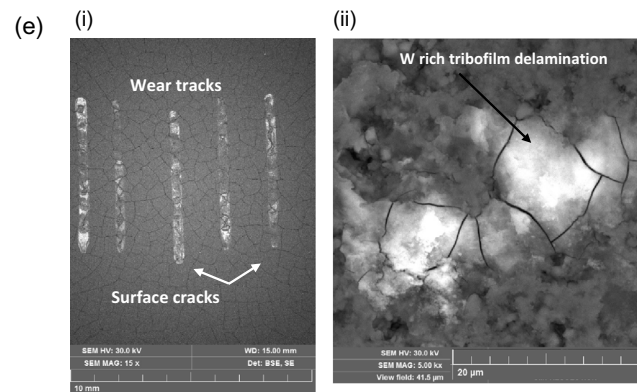 (e)
(i)
Wear tracks
Surface cracks
SEM HV: 30.0 kV
WD: 15.00 mm
SEM MAG: 15 x
Det: BSE, SE
10 mm
(ii)
W rich tribofilm delamination
SEM HV: 30.0 kV
SEM MAG: 5.00 kx
View field: 41.5 µm
20 µm